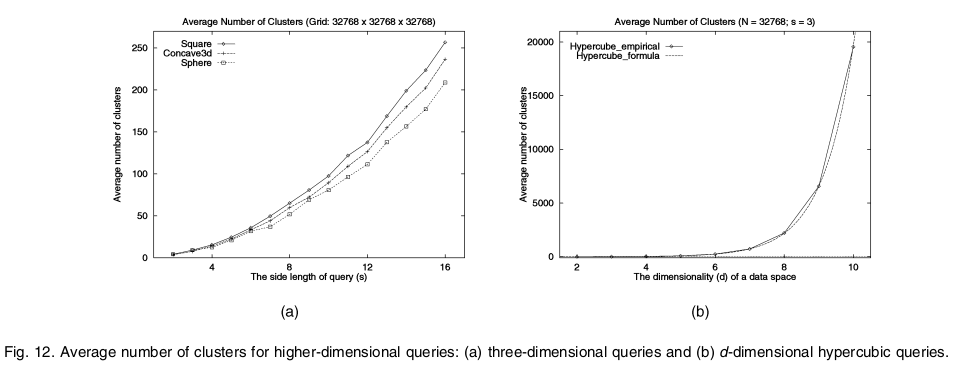 Average Number of Clusters (Grid: 32768 x 32768 x 32768)
Average number of clusters
250
200
150
100
50
0
Square
Concave3d
Sphere
4 8 12 16
The side length of query (s)
(a)
Average Number of Clusters (N = 32768; s = 3)
Average number of clusters
20000
15000
10000
5000
0
Hypercube_empirical
Hypercube_formula
2 4 6 8 10
The dimensionality (d) of a data space
(b)
Fig. 12. Average number of clusters for higher-dimensional queries: (a) three-dimensional queries and (b) d-dimensional hypercubic queries.